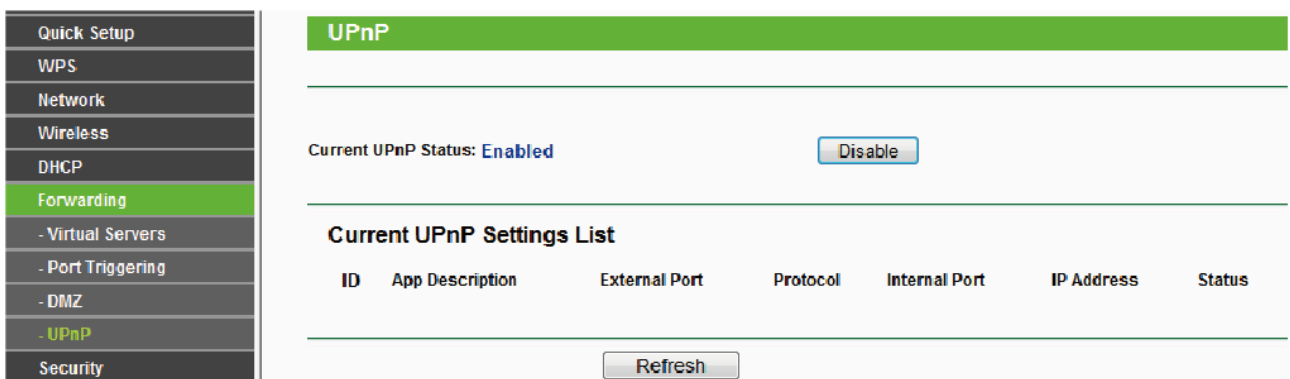 Quick Setup
WPS
Network
Wireless
DHCP
Forwarding
- Virtual Servers
- Port Triggering
- DMZ
- UPnP
Security
UPnP
Current UPnP Status: Enabled Disable
Current UPnP Settings List
ID App Description External Port Protocol Internal Port IP Address Status
Refresh